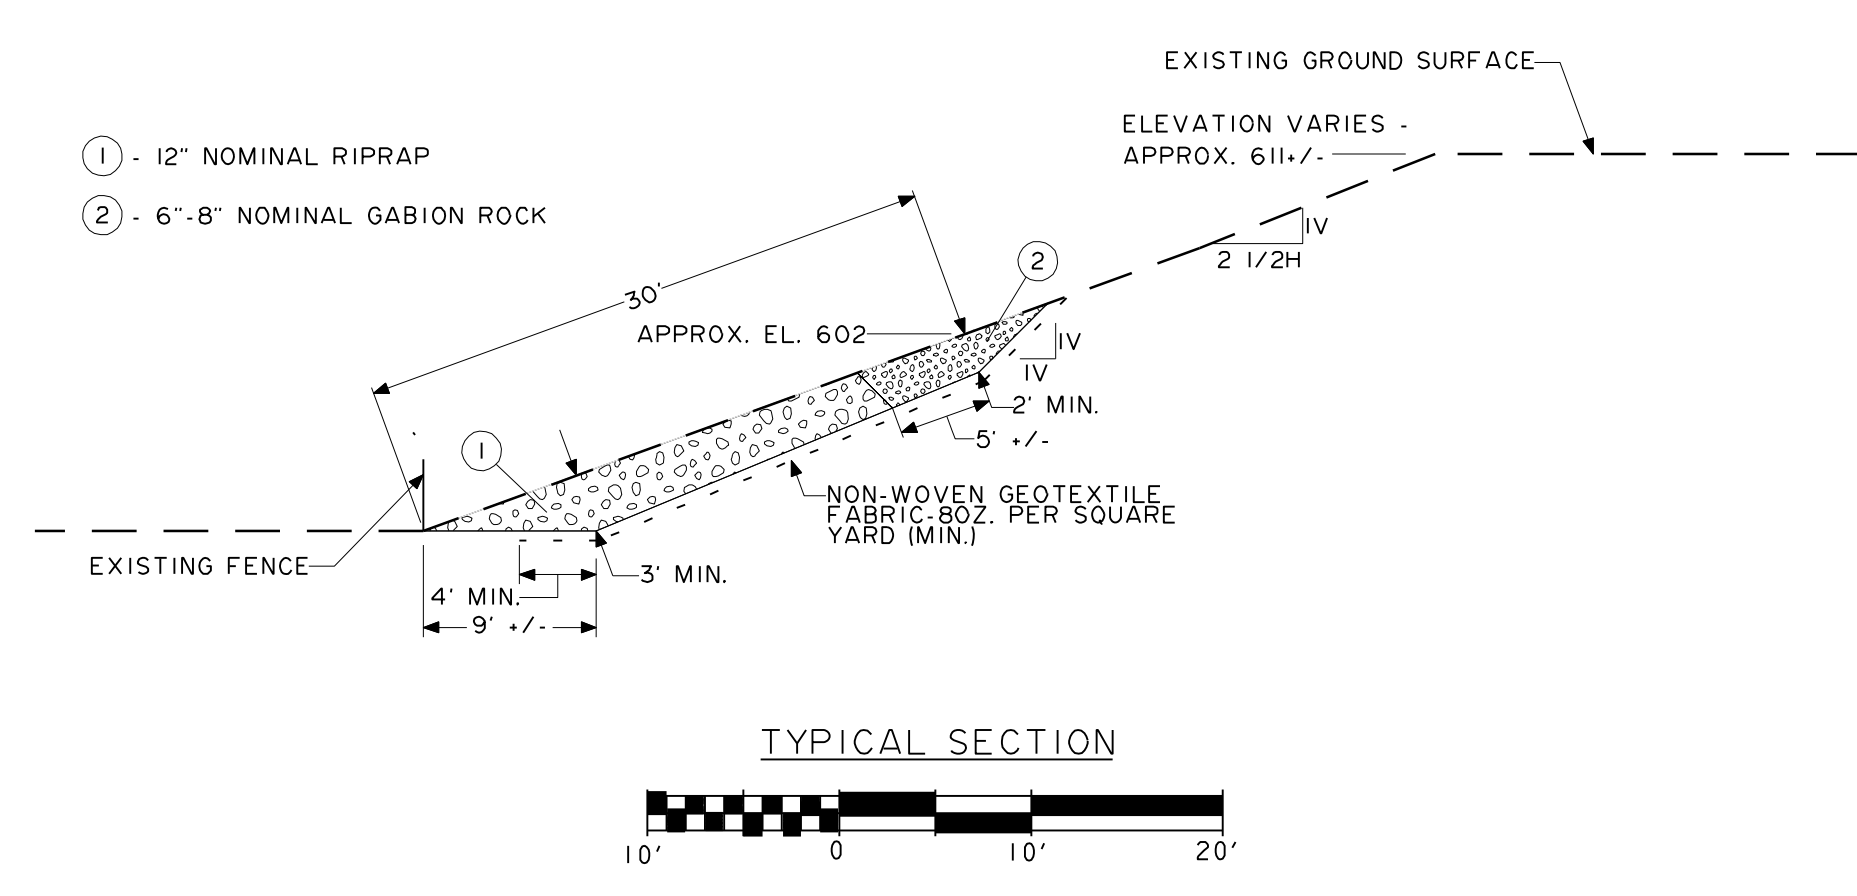 EXISTING GROUND SURFACE
ELEVATION VARIES -
APPROX. 611+/-
1 - 12" NOMINAL RIPRAP
2 - 6"-8" NOMINAL GABION ROCK
1V
2 1/2H
2
30'
APPROX. EL. 602
1V
1V
2' MIN.
5' +/-
1
NON-WOVEN GEOTEXTILE
FABRIC-8OZ. PER SQUARE
YARD (MIN.)
EXISTING FENCE
3' MIN.
4' MIN.
9' +/-
TYPICAL SECTION
10' 0 10' 20'